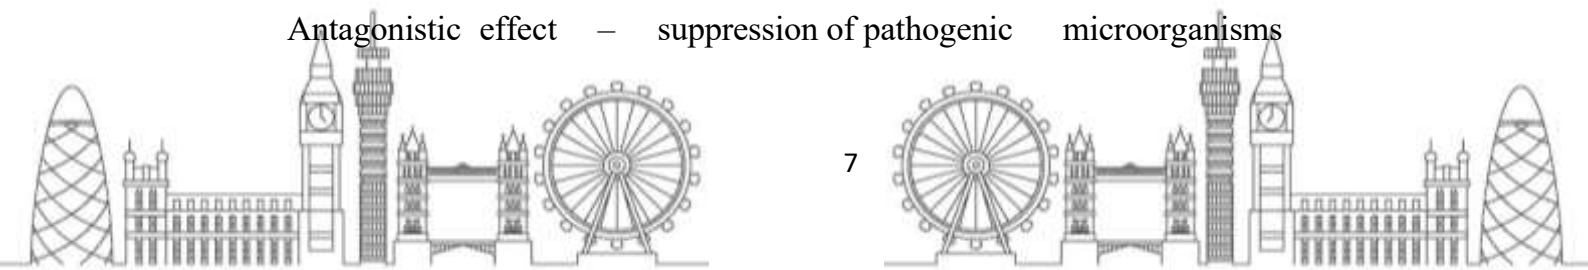 Antagonistic effect – suppression of pathogenic microorganisms
7